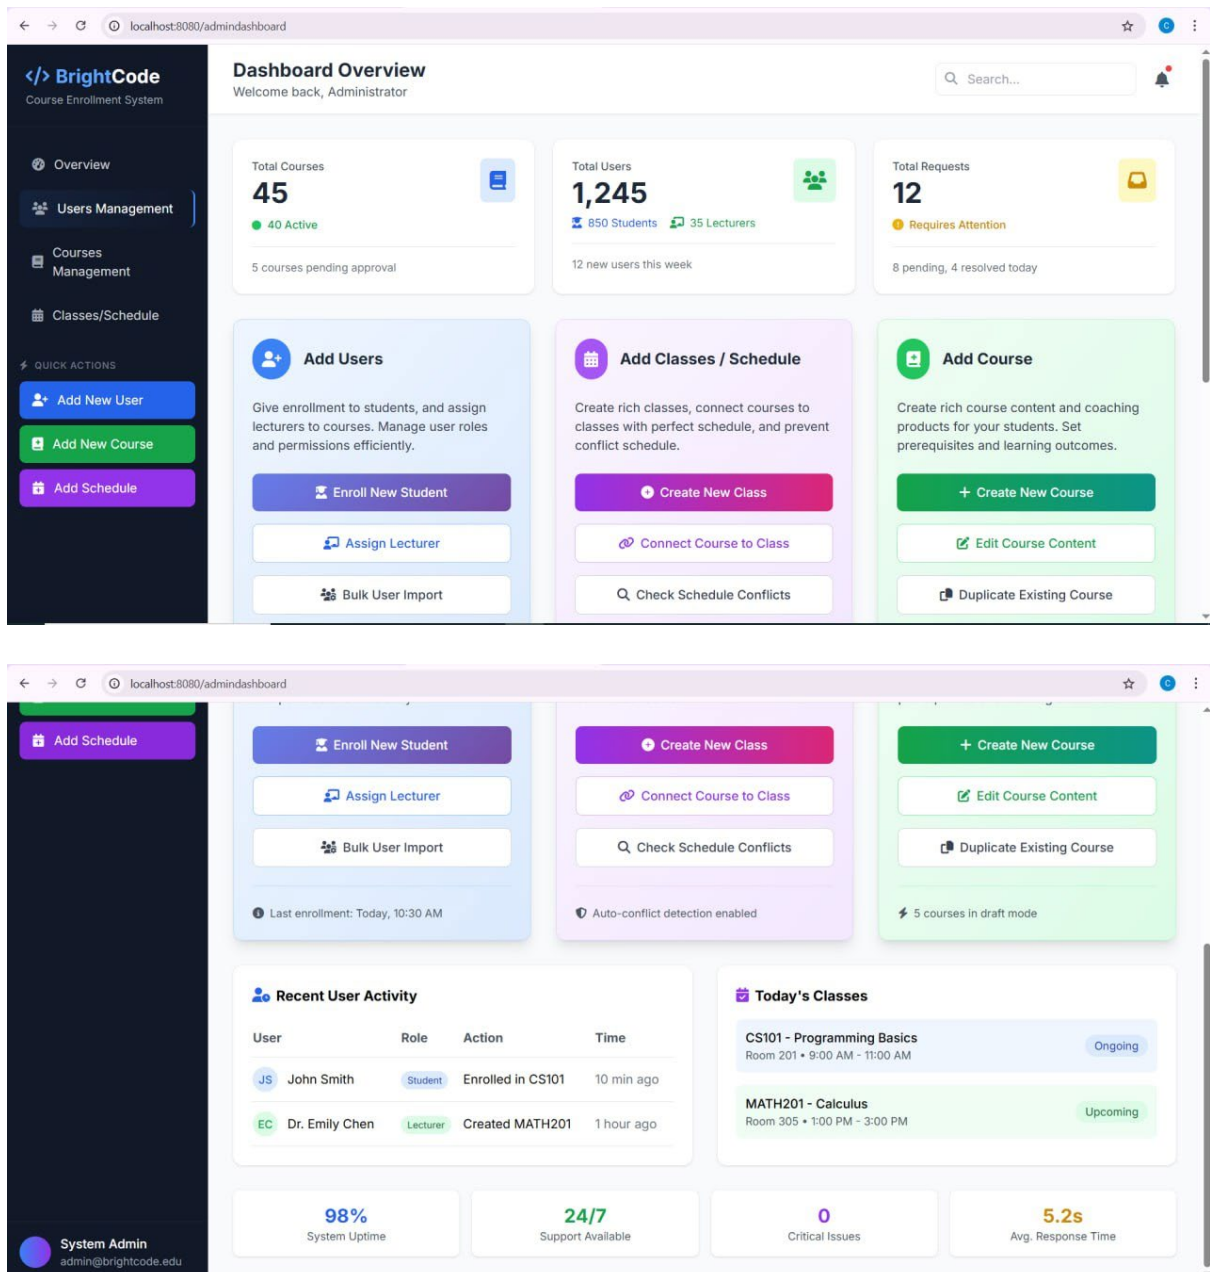 localhost:8080/admindashboard
</> BrightCode
Course Enrollment System
Overview
Users Management
Courses
Management
Classes/Schedule
QUICK ACTIONS
Add New User
Add New Course
Add Schedule
Dashboard Overview
Welcome back, Administrator
Search...
Total Courses
45
40 Active
5 courses pending approval
Total Users
1,245
850 Students 35 Lecturers
12 new users this week
Total Requests
12
Requires Attention
8 pending, 4 resolved today
Add Users
Give enrollment to students, and assign
lecturers to courses. Manage user roles
and permissions efficiently.
Enroll New Student
Assign Lecturer
Bulk User Import
Add Classes / Schedule
Create rich classes, connect courses to
classes with perfect schedule, and prevent
conflict schedule.
Create New Class
Connect Course to Class
Check Schedule Conflicts
Add Course
Create rich course content and coaching
products for your students. Set
prerequisites and learning outcomes.
+ Create New Course
Edit Course Content
Duplicate Existing Course
localhost:8080/admindashboard
Add Schedule
Enroll New Student
Assign Lecturer
Bulk User Import
Last enrollment: Today, 10:30 AM
Create New Class
Connect Course to Class
Check Schedule Conflicts
Auto-conflict detection enabled
+ Create New Course
Edit Course Content
Duplicate Existing Course
5 courses in draft mode
Recent User Activity
User Role Action Time
JS John Smith Student Enrolled in CS101 10 min ago
EC Dr. Emily Chen Lecturer Created MATH201 1 hour ago
Today's Classes
CS101 - Programming Basics
Room 201 • 9:00 AM - 11:00 AM
Ongoing
MATH201 - Calculus
Room 305 • 1:00 PM - 3:00 PM
Upcoming
98%
System Uptime
24/7
Support Available
0
Critical Issues
5.2s
Avg. Response Time
System Admin
admin@brightcode.edu